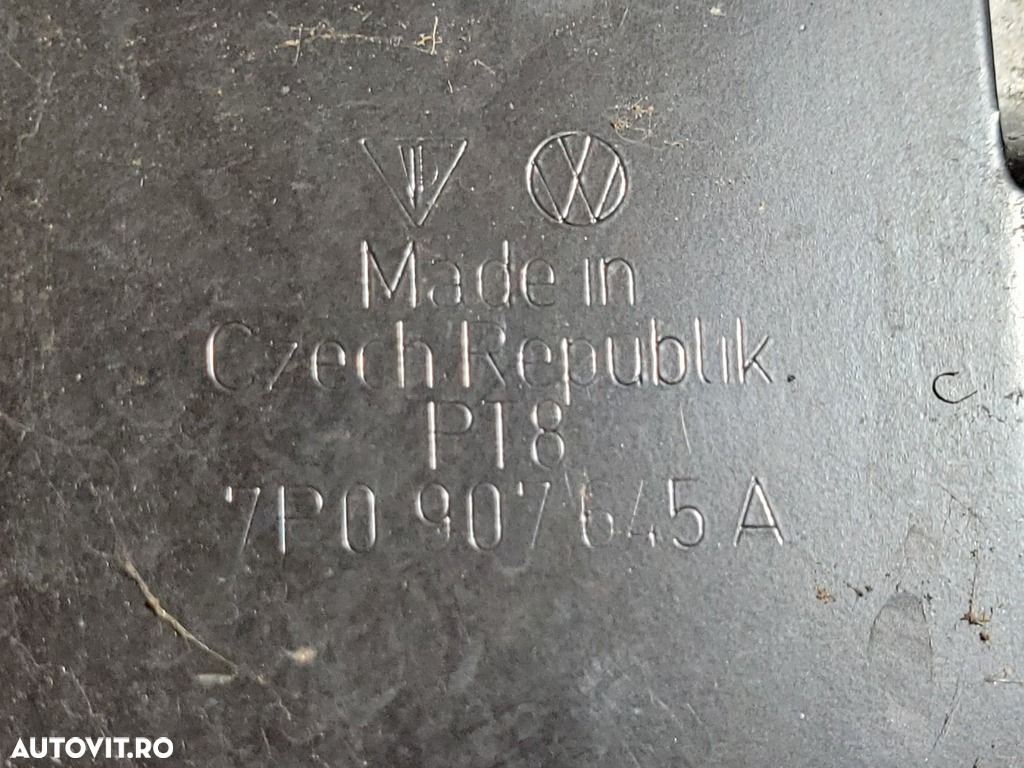 Made in
Czech Republik
PT8
7P0 907 645 A
AUTOVIT.RO